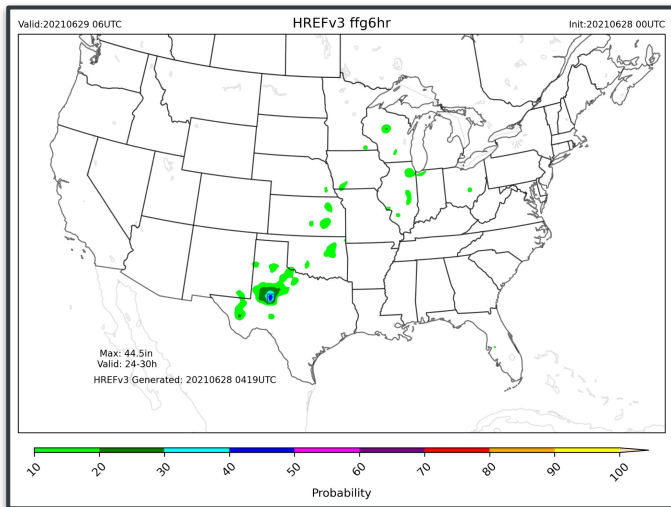 Valid:20210629 06UTC
HREFv3 ffg6hr
Init:20210628 00UTC
Max: 44.5in
Valid: 24-30h
HREFv3 Generated: 20210628 0419UTC
10 20 30 40 50 60 70 80 90 100
Probability